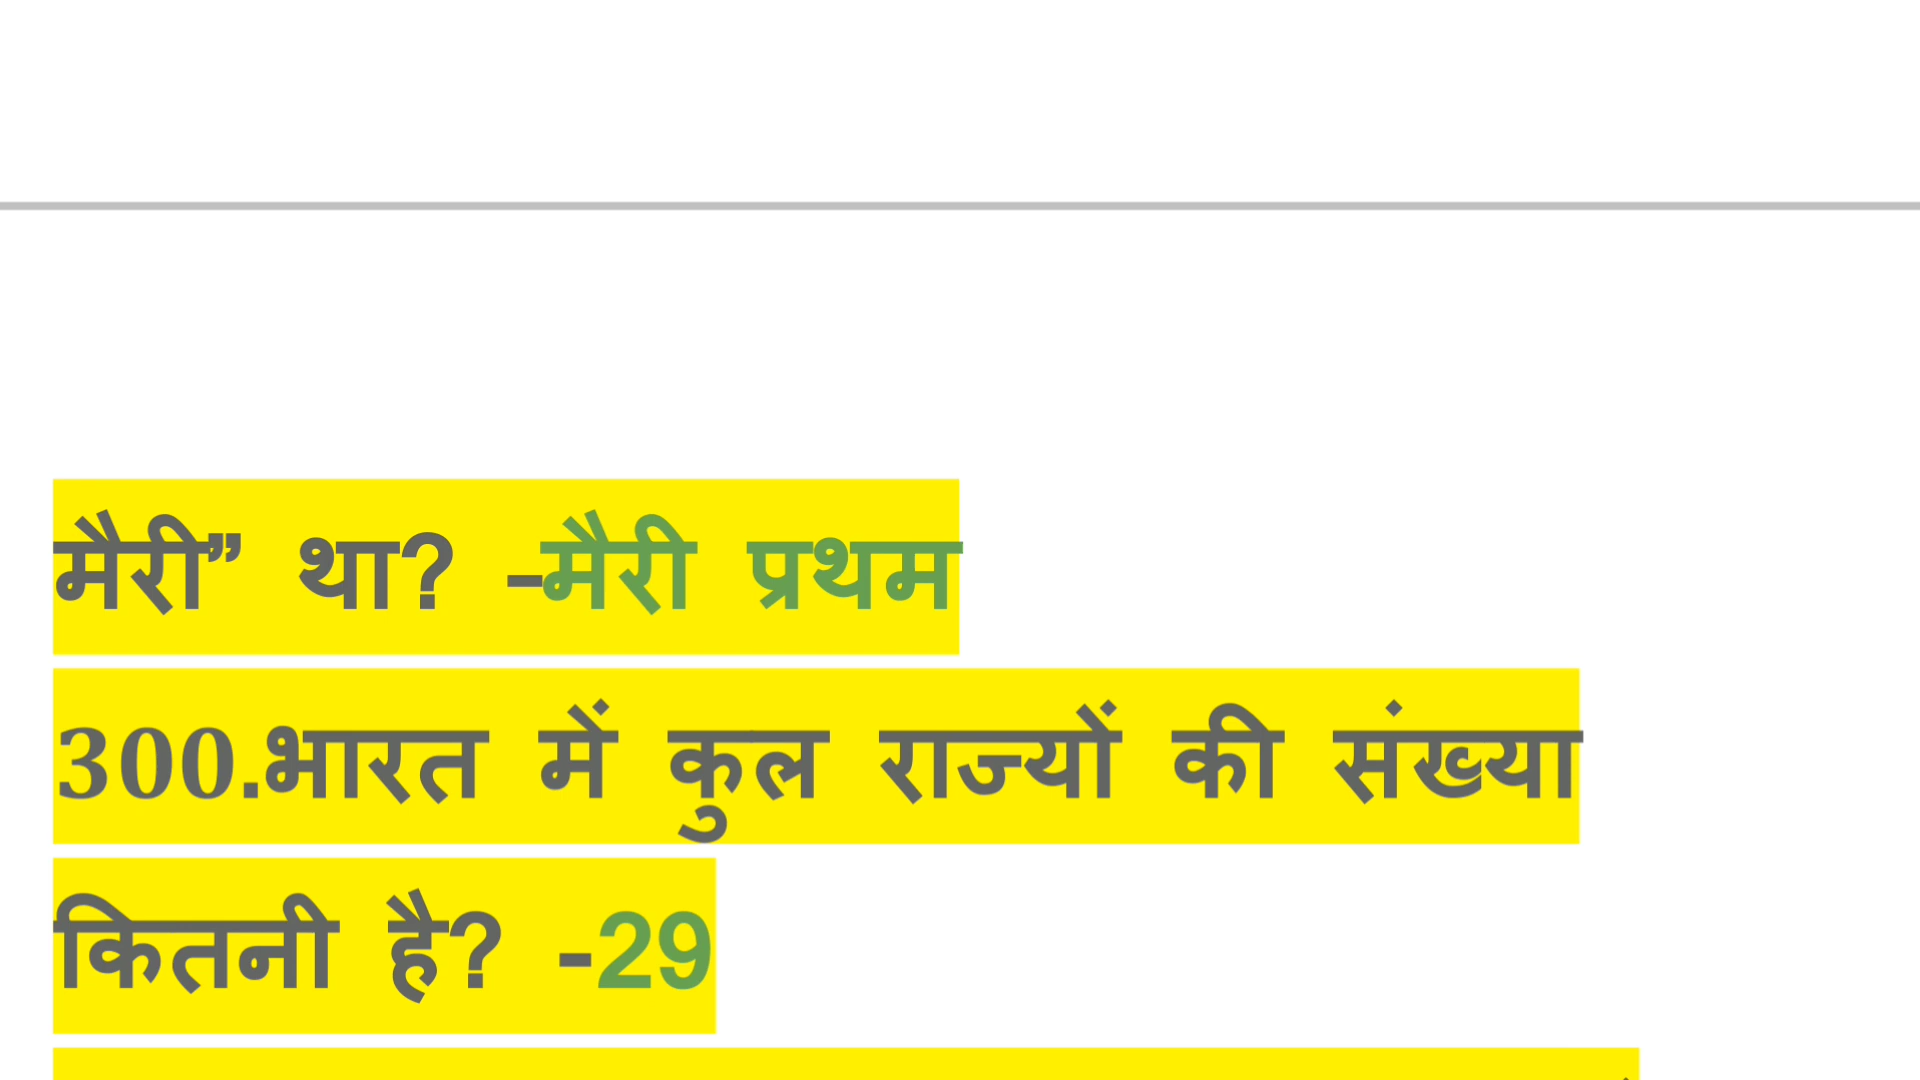 मैरी” था? -मैरी प्रथम
300.भारत में कुल राज्यों की संख्या
कितनी है? -29